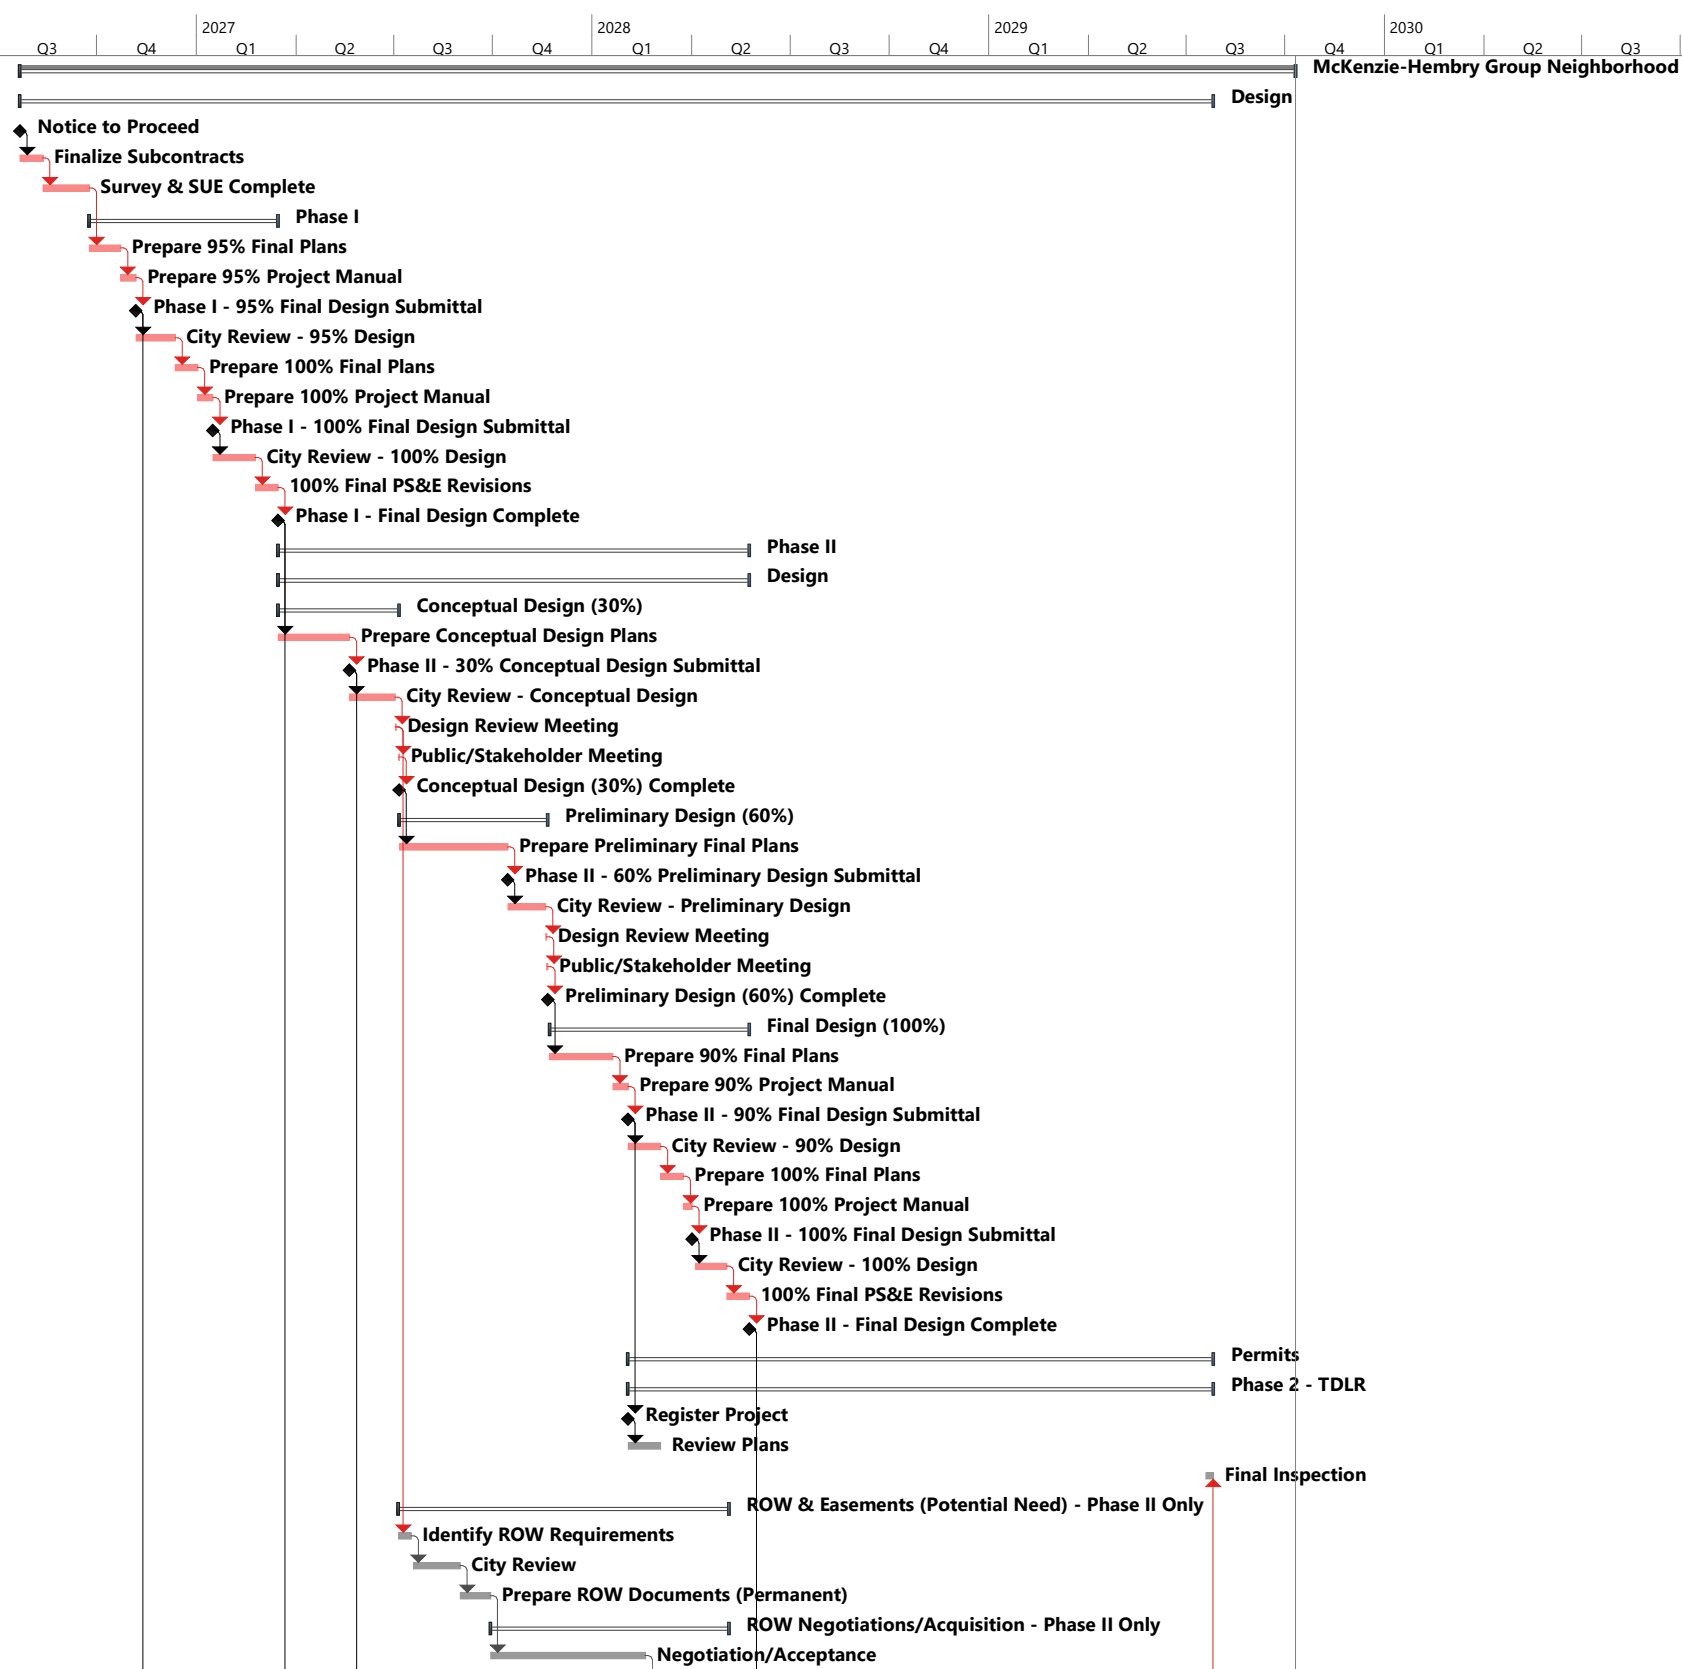 2027 2028 2029 2030
Q3 Q4 Q1 Q2 Q3 Q4 Q1 Q2 Q3 Q4 Q1 Q2 Q3 Q4 Q1 Q2 Q3
McKenzie-Hembry Group Neighborhood
Design
Notice to Proceed
Finalize Subcontracts
Survey & SUE Complete
Phase I
Prepare 95% Final Plans
Prepare 95% Project Manual
Phase I - 95% Final Design Submittal
City Review - 95% Design
Prepare 100% Final Plans
Prepare 100% Project Manual
Phase I - 100% Final Design Submittal
City Review - 100% Design
100% Final PS&E Revisions
Phase I - Final Design Complete
Phase II
Design
Conceptual Design (30%)
Prepare Conceptual Design Plans
Phase II - 30% Conceptual Design Submittal
City Review - Conceptual Design
Design Review Meeting
Public/Stakeholder Meeting
Conceptual Design (30%) Complete
Preliminary Design (60%)
Prepare Preliminary Final Plans
Phase II - 60% Preliminary Design Submittal
City Review - Preliminary Design
Design Review Meeting
Public/Stakeholder Meeting
Preliminary Design (60%) Complete
Final Design (100%)
Prepare 90% Final Plans
Prepare 90% Project Manual
Phase II - 90% Final Design Submittal
City Review - 90% Design
Prepare 100% Final Plans
Prepare 100% Project Manual
Phase II - 100% Final Design Submittal
City Review - 100% Design
100% Final PS&E Revisions
Phase II - Final Design Complete
Permits
Phase 2 - TDLR
Register Project
Review Plans
Final Inspection
ROW & Easements (Potential Need) - Phase II Only
Identify ROW Requirements
City Review
Prepare ROW Documents (Permanent)
ROW Negotiations/Acquisition - Phase II Only
Negotiation/Acceptance